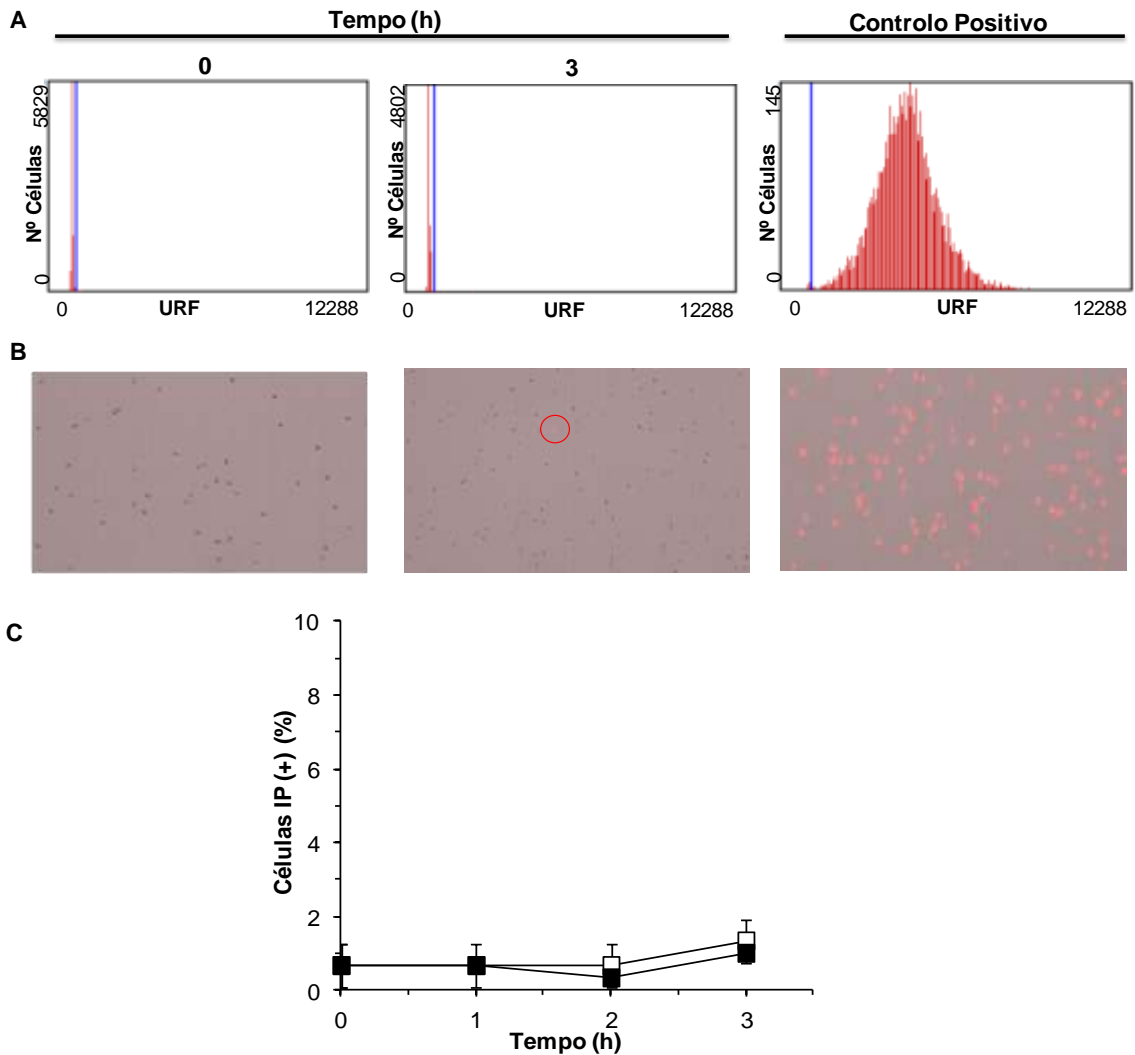 A
Tempo (h)
Controlo Positivo
0
3
5829
Nº Células
0
0
URF
12288
4802
Nº Células
0
0
URF
12288
145
Nº Células
0
0
URF
12288
B
C
10
8
6
4
2
0
Células IP (+) (%)
0
1
2
3
Tempo (h)